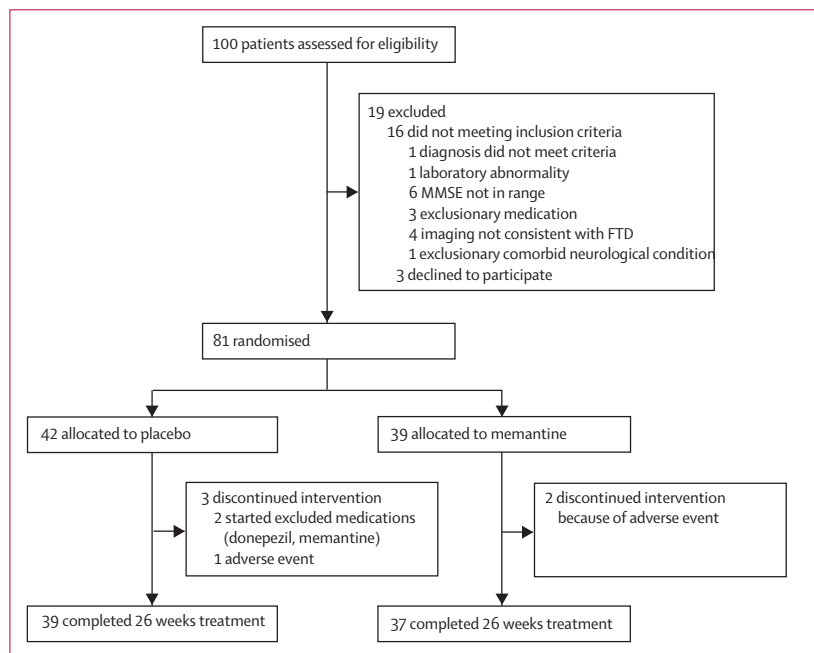 100 patients assessed for eligibility
19 excluded
16 did not meeting inclusion criteria
1 diagnosis did not meet criteria
1 laboratory abnormality
6 MMSE not in range
3 exclusionary medication
4 imaging not consistent with FTD
1 exclusionary comorbid neurological condition
3 declined to participate
81 randomised
42 allocated to placebo
39 allocated to memantine
3 discontinued intervention
2 started excluded medications
(donepezil, memantine)
1 adverse event
2 discontinued intervention
because of adverse event
39 completed 26 weeks treatment
37 completed 26 weeks treatment